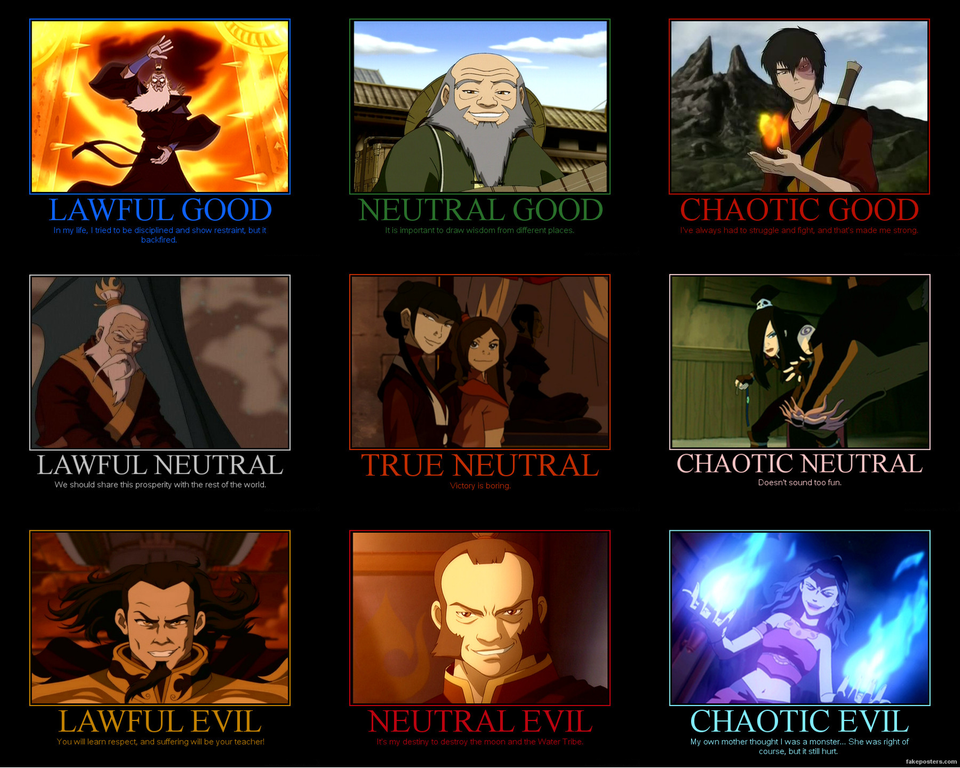 LAWFUL GOOD
In my life, I tried to be disciplined and show restraint, but it
backfired.
NEUTRAL GOOD
It is important to draw wisdom from different places.
CHAOTIC GOOD
I've always had to struggle and fight, and that's made me strong.
LAWFUL NEUTRAL
We should share this prosperity with the rest of the world.
TRUE NEUTRAL
Victory is boring.
CHAOTIC NEUTRAL
Doesn't sound too fun.
LAWFUL EVIL
You will learn respect, and suffering will be your teacher!
NEUTRAL EVIL
It's my destiny to destroy the moon and the Water Tribe.
CHAOTIC EVIL
My own mother thought I was a monster... She was right of
course, but it still hurt.
fakeposters.com